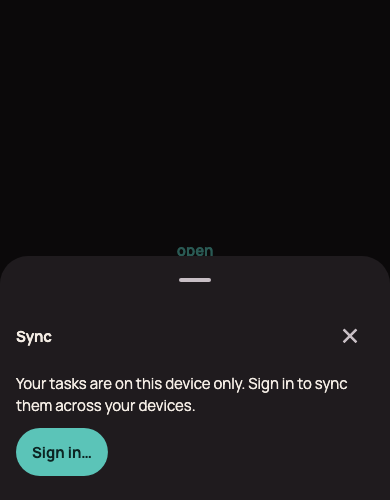 open
Sync
Your tasks are on this device only. Sign in to sync
them across your devices.
Sign in…